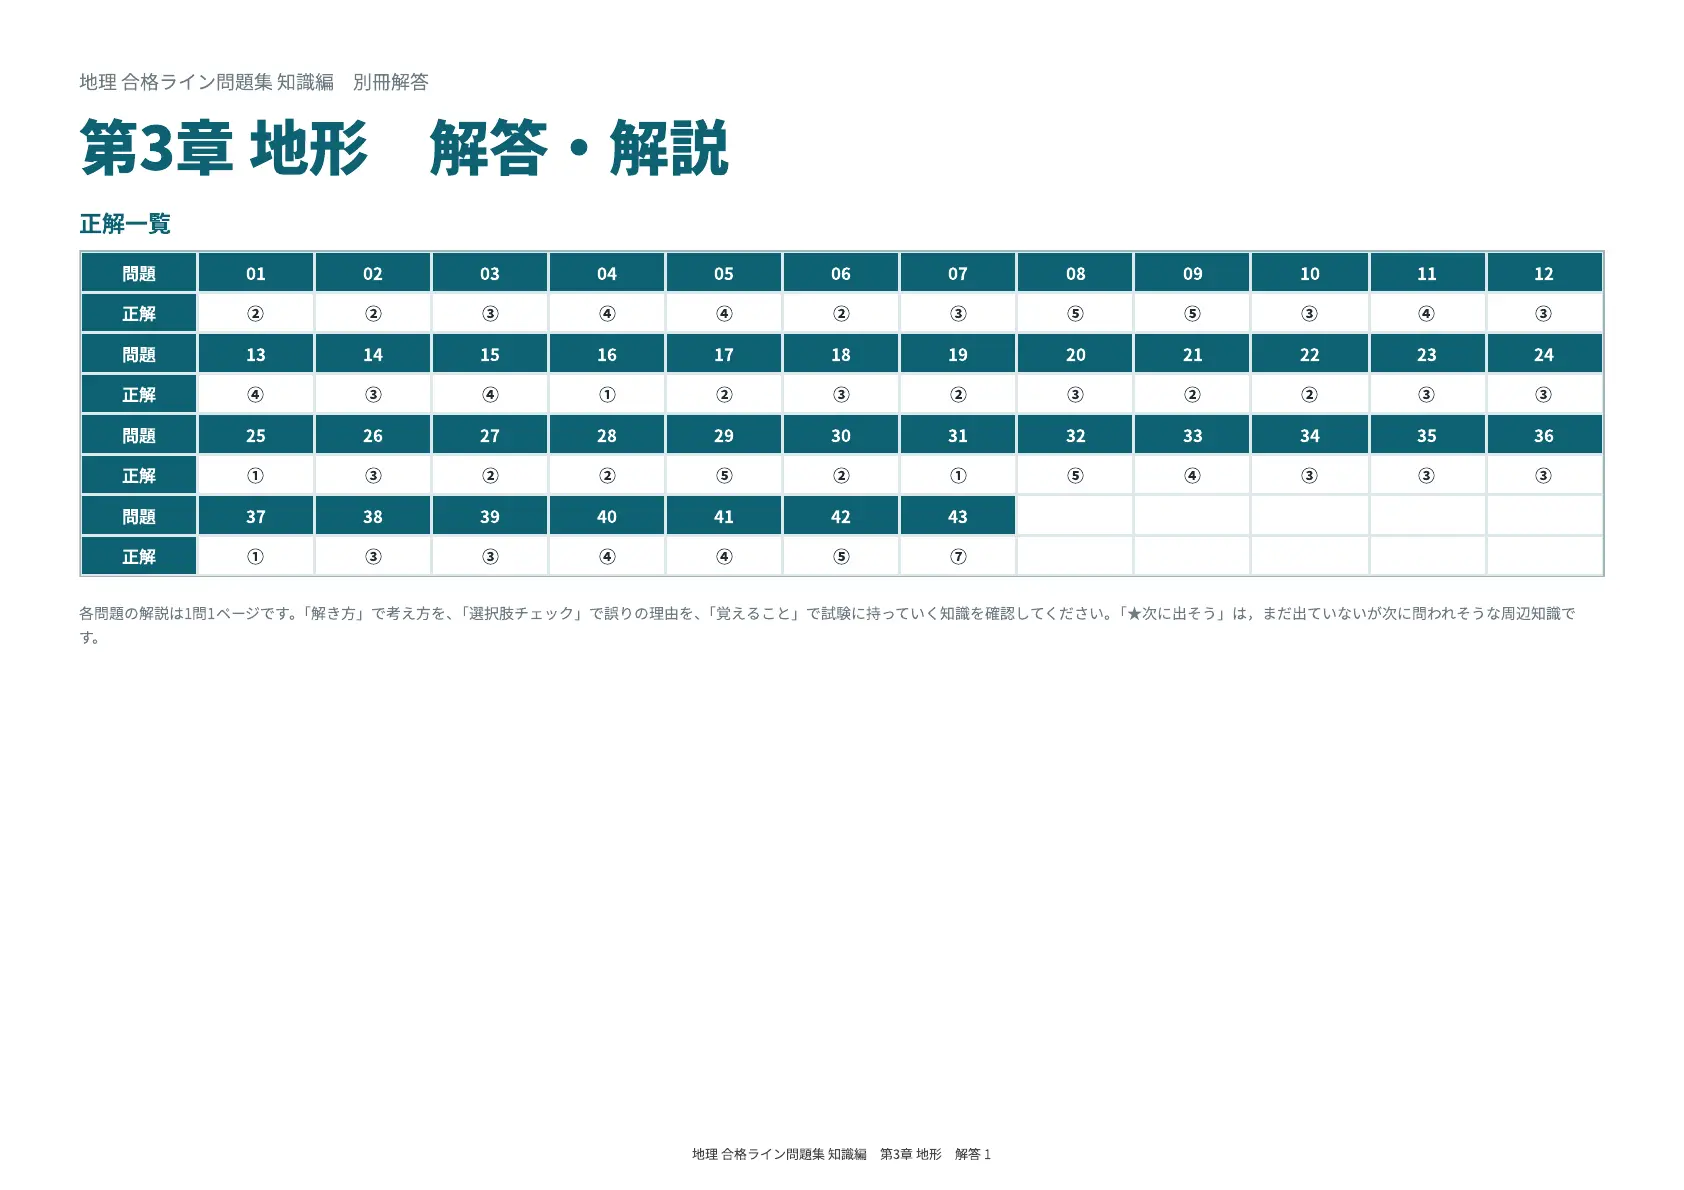 地理 合格ライン問題集 知識編　別冊解答
第3章 地形　解答・解説
正解一覧
問題 01 02 03 04 05 06 07 08 09 10 11 12
正解 ② ② ③ ④ ④ ② ③ ⑤ ⑤ ③ ④ ③
問題 13 14 15 16 17 18 19 20 21 22 23 24
正解 ④ ③ ④ ① ② ③ ② ③ ② ② ③ ③
問題 25 26 27 28 29 30 31 32 33 34 35 36
正解 ① ③ ② ② ⑤ ② ① ⑤ ④ ③ ③ ③
問題 37 38 39 40 41 42 43
正解 ① ③ ③ ④ ④ ⑤ ⑦
各問題の解説は1問1ページです。「解き方」で考え方を、「選択肢チェック」で誤りの理由を、「覚えること」で試験に持っていく知識を確認してください。「★次に出そう」は，まだ出ていないが次に問われそうな周辺知識で
す。
地理 合格ライン問題集 知識編　第3章 地形　解答 1